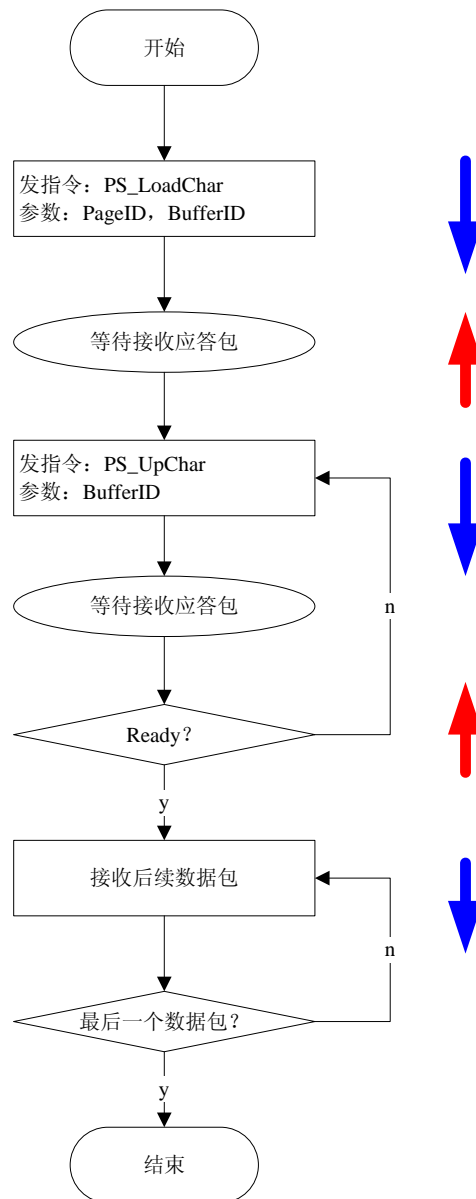 开始
发指令：PS_LoadChar
参数：PageID，BufferID
等待接收应答包
发指令：PS_UpChar
参数：BufferID
等待接收应答包
n
Ready？
y
接收后续数据包
n
最后一个数据包？
y
结束